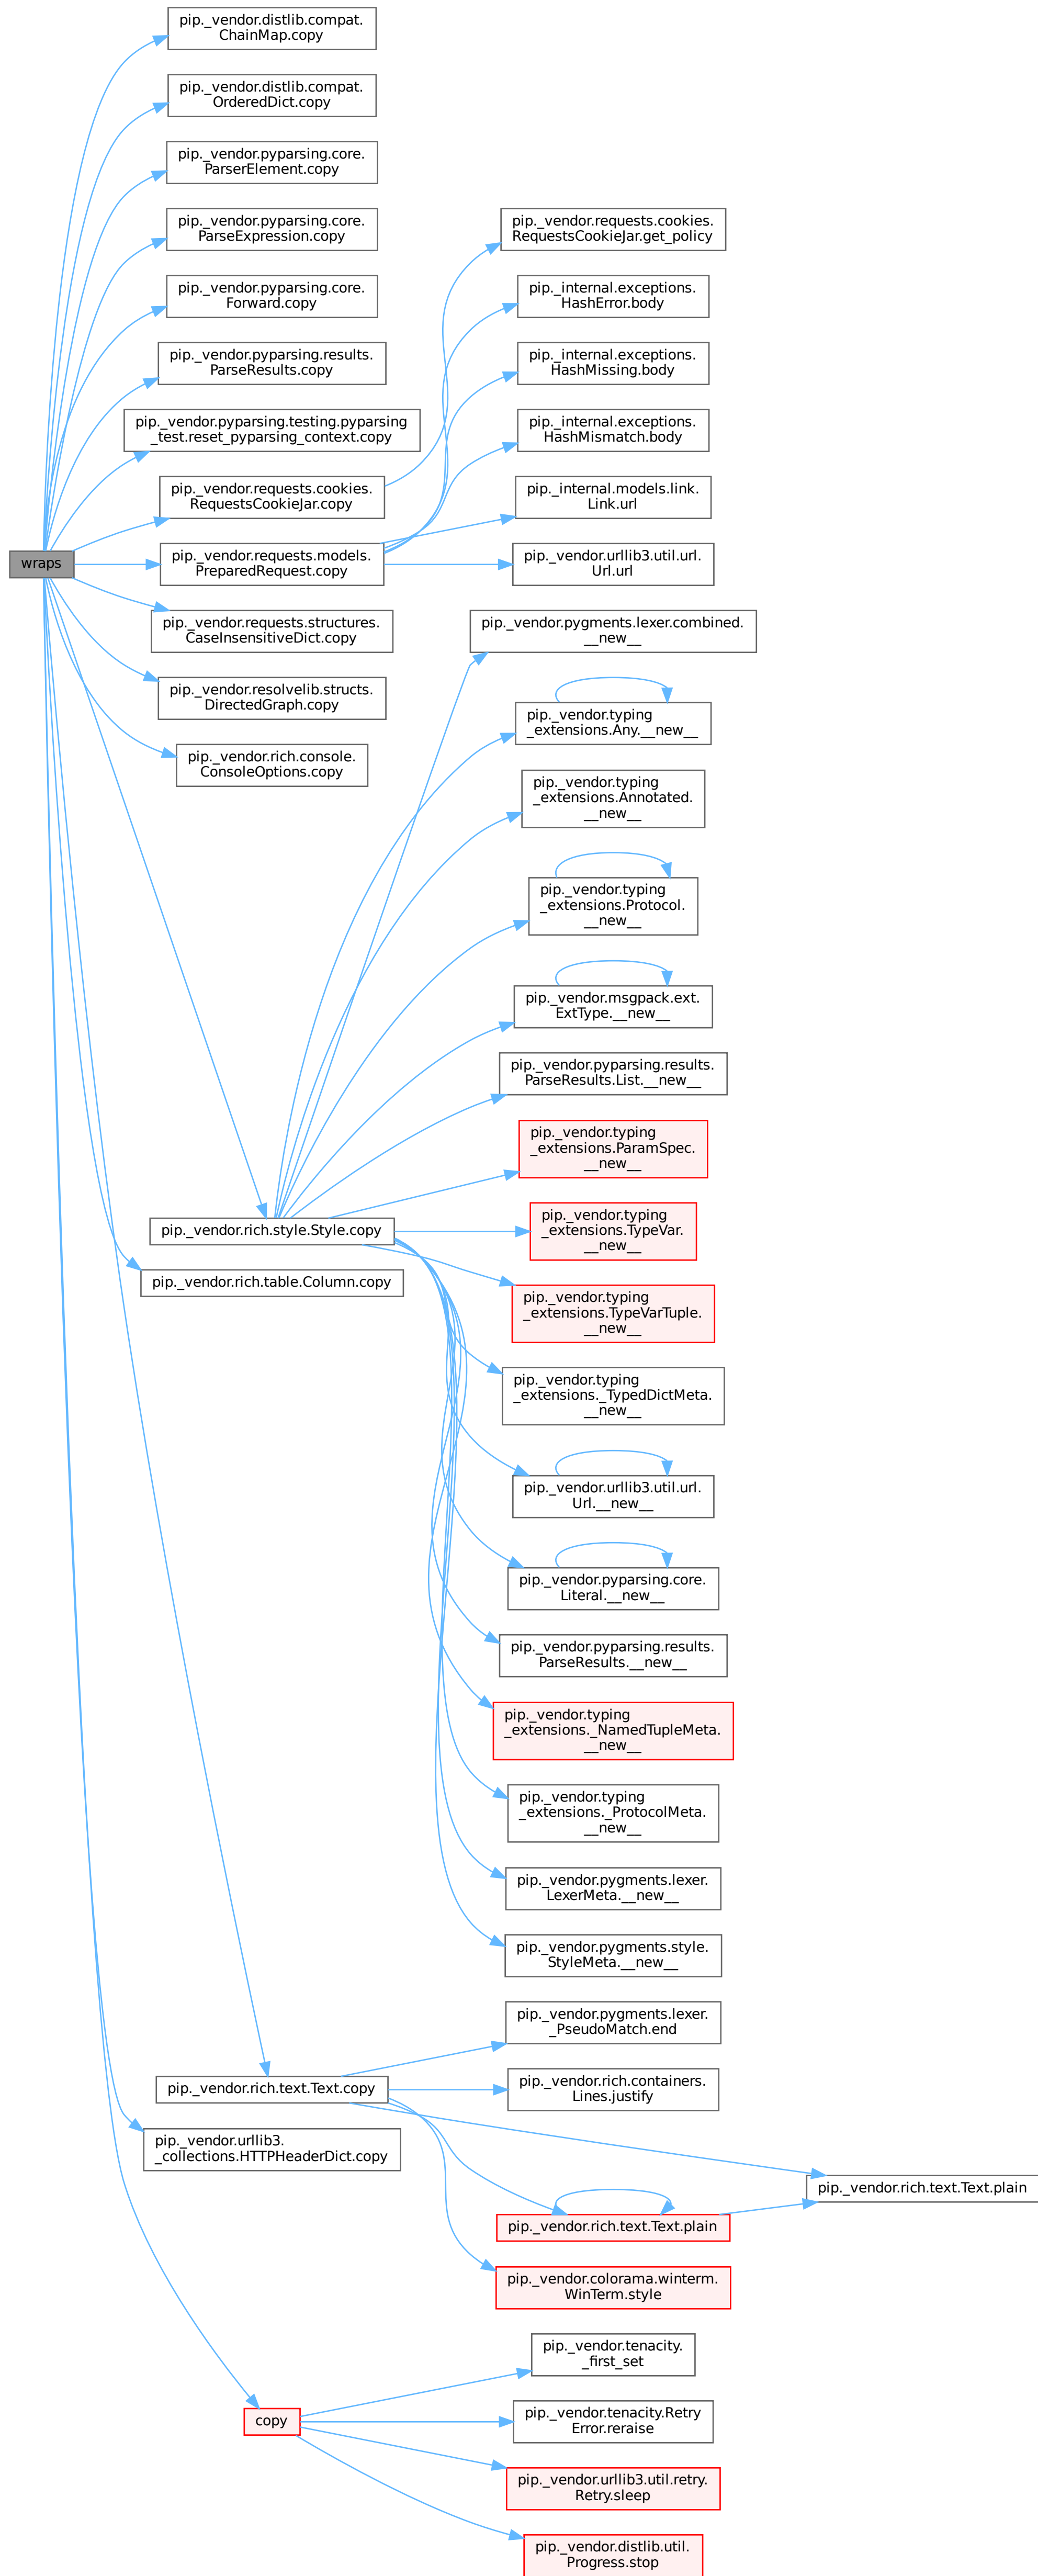 pip._vendor.distlib.compat.
ChainMap.copy
pip._vendor.distlib.compat.
OrderedDict.copy
pip._vendor.pyparsing.core.
ParserElement.copy
pip._vendor.pyparsing.core.
ParseExpression.copy
pip._vendor.requests.cookies.
RequestsCookieJar.get_policy
pip._vendor.pyparsing.core.
Forward.copy
pip._internal.exceptions.
HashError.body
pip._vendor.pyparsing.results.
ParseResults.copy
pip._internal.exceptions.
HashMissing.body
pip._vendor.pyparsing.testing.pyparsing
_test.reset_pyparsing_context.copy
pip._internal.exceptions.
HashMismatch.body
pip._vendor.requests.cookies.
RequestsCookieJar.copy
pip._internal.models.link.
Link.url
wraps
pip._vendor.requests.models.
PreparedRequest.copy
pip._vendor.urllib3.util.url.
Url.url
pip._vendor.requests.structures.
CaseInsensitiveDict.copy
pip._vendor.pygments.lexer.combined.
__new__
pip._vendor.resolvelib.structs.
DirectedGraph.copy
pip._vendor.typing
_extensions.Any.__new__
pip._vendor.rich.console.
ConsoleOptions.copy
pip._vendor.typing
_extensions.Annotated.
__new__
pip._vendor.typing
_extensions.Protocol.
__new__
pip._vendor.msgpack.ext.
ExtType.__new__
pip._vendor.pyparsing.results.
ParseResults.List.__new__
pip._vendor.typing
_extensions.ParamSpec.
__new__
pip._vendor.rich.style.Style.copy
pip._vendor.typing
_extensions.TypeVar.
__new__
pip._vendor.rich.table.Column.copy
pip._vendor.typing
_extensions.TypeVarTuple.
__new__
pip._vendor.typing
_extensions._TypedDictMeta.
__new__
pip._vendor.urllib3.util.url.
Url.__new__
pip._vendor.pyparsing.core.
Literal.__new__
pip._vendor.pyparsing.results.
ParseResults.__new__
pip._vendor.typing
_extensions._NamedTupleMeta.
__new__
pip._vendor.typing
_extensions._ProtocolMeta.
__new__
pip._vendor.pygments.lexer.
LexerMeta.__new__
pip._vendor.pygments.style.
StyleMeta.__new__
pip._vendor.pygments.lexer.
_PseudoMatch.end
pip._vendor.rich.text.Text.copy
pip._vendor.rich.containers.
Lines.justify
pip._vendor.urllib3.
_collections.HTTPHeaderDict.copy
pip._vendor.rich.text.Text.plain
pip._vendor.rich.text.Text.plain
pip._vendor.colorama.winterm.
WinTerm.style
pip._vendor.tenacity.
_first_set
copy
pip._vendor.tenacity.Retry
Error.reraise
pip._vendor.urllib3.util.retry.
Retry.sleep
pip._vendor.distlib.util.
Progress.stop